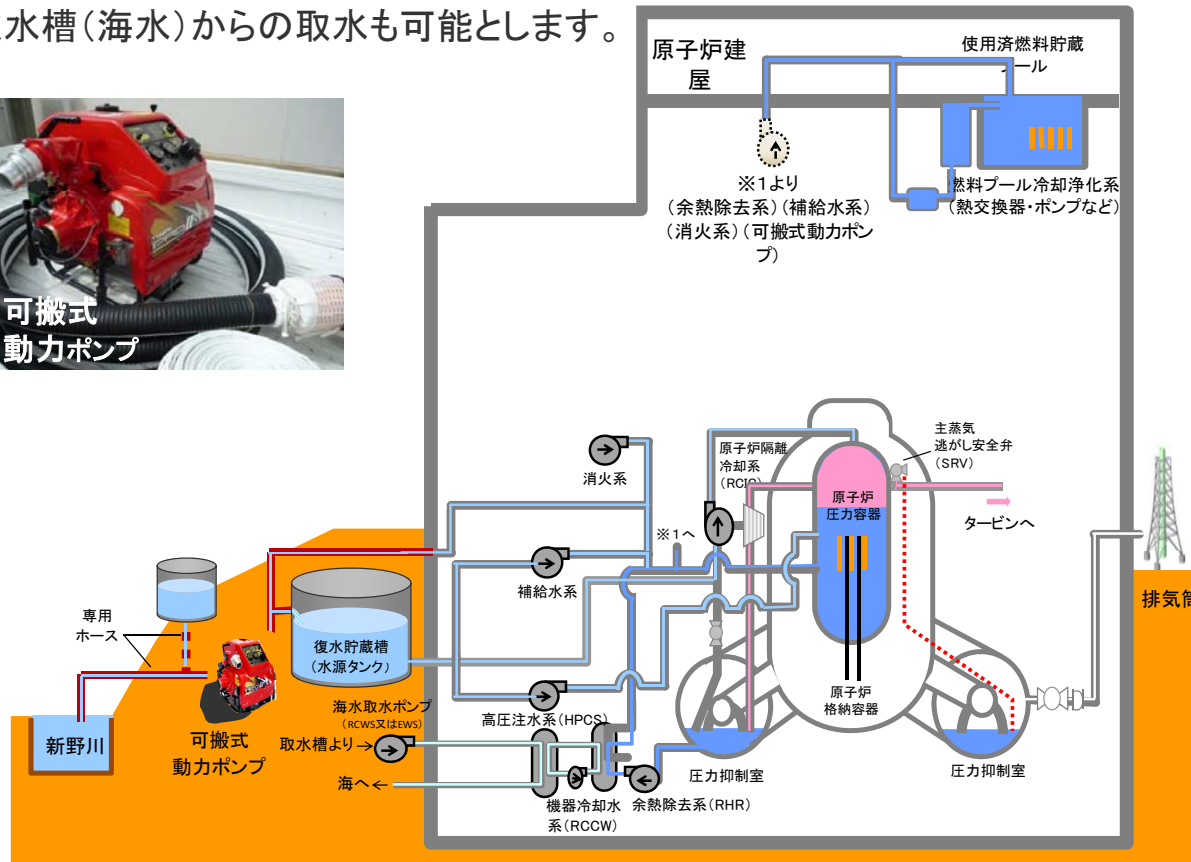 水槽（海水）からの取水も可能とします。
原子炉建
屋
使用済燃料貯蔵
ール
※1より
（余熱除去系）（補給水系）
（消火系）（可搬式動力ポン
プ）
燃料プール冷却浄化系
（熱交換器・ポンプなど）
可搬式
動力ポンプ
消火系
原子炉隔離
冷却系
（RCIC）
主蒸気
逃がし安全弁
（SRV）
原子炉
圧力容器
タービンへ
※1へ
補給水系
排気筒
専用
ホース
復水貯蔵槽
（水源タンク）
新野川
可搬式
動力ポンプ
海水取水ポンプ
（RCWS又はEWS）
取水槽より→
海へ←
高圧注水系（HPCS）
原子炉
格納容器
圧力抑制室
圧力抑制室
機器冷却水
系（RCCW）
余熱除去系（RHR）